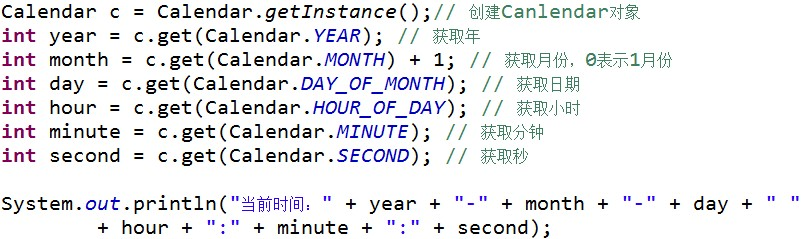 Calendar c = Calendar.getInstance();// 创建Canlendar对象
int year = c.get(Calendar.YEAR); // 获取年
int month = c.get(Calendar.MONTH) + 1; // 获取月份，0表示1月份
int day = c.get(Calendar.DAY_OF_MONTH); // 获取日期
int hour = c.get(Calendar.HOUR_OF_DAY); // 获取小时
int minute = c.get(Calendar.MINUTE); // 获取分钟
int second = c.get(Calendar.SECOND); // 获取秒
System.out.println("当前时间：" + year + "-" + month + "-" + day + " "
+ hour + ":" + minute + ":" + second);